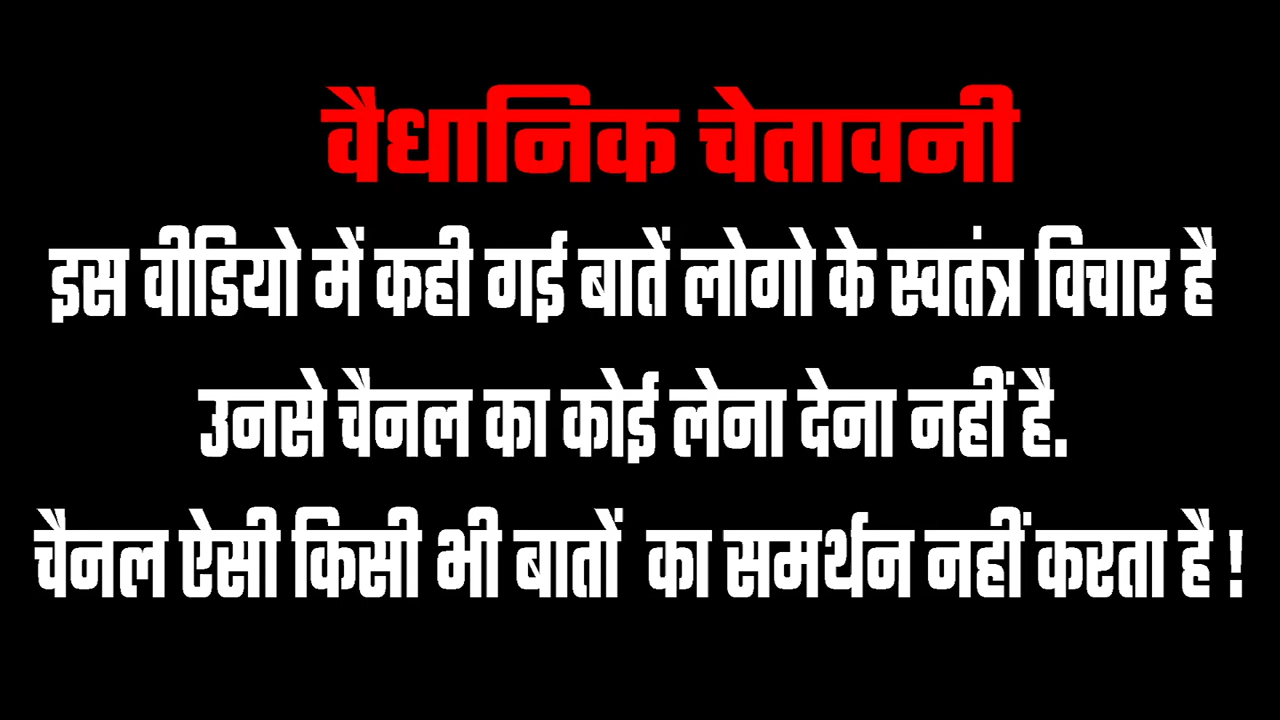 वैधानिक चेतावनी
इस वीडियो में कही गई बातें लोगो के स्वतंत्र विचार है
उनसे चैनल का कोई लेना देना नहीं है.
चैनल ऐसी किसी भी बातों का समर्थन नहीं करता है !